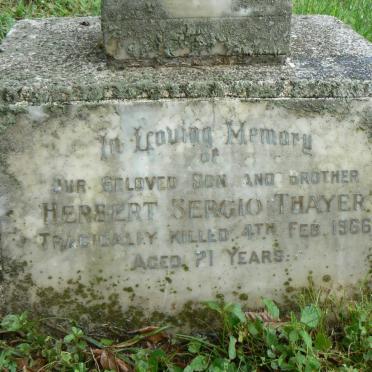 In Loving Memory
of
OUR BELOVED SON AND BROTHER
HERBERT SERGIO THAYER
TRAGICALLY KILLED 4TH FEB. 1966
AGED 21 YEARS.